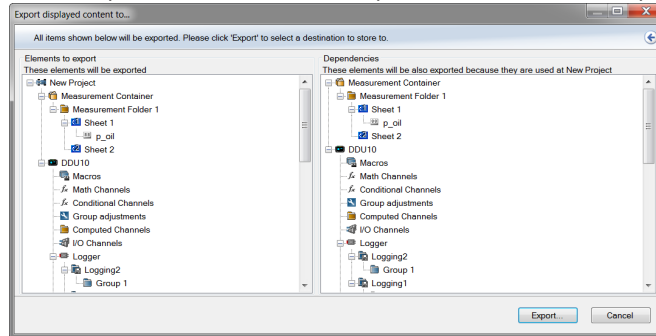 Export displayed content to...
All items shown below will be exported. Please click 'Export' to select a destination to store to.
Elements to export
These elements will be exported
New Project
Measurement Container
Measurement Folder 1
Sheet 1
p_oil
Sheet 2
DDU10
Macros
Math Channels
Conditional Channels
Group adjustments
Computed Channels
I/O Channels
Logger
Logging2
Group 1
Dependencies
These elements will be also exported because they are used at New Project
Measurement Container
Measurement Folder 1
Sheet 1
p_oil
Sheet 2
DDU10
Macros
Math Channels
Conditional Channels
Group adjustments
Computed Channels
I/O Channels
Logger
Logging2
Group 1
Logging1
Export...
Cancel